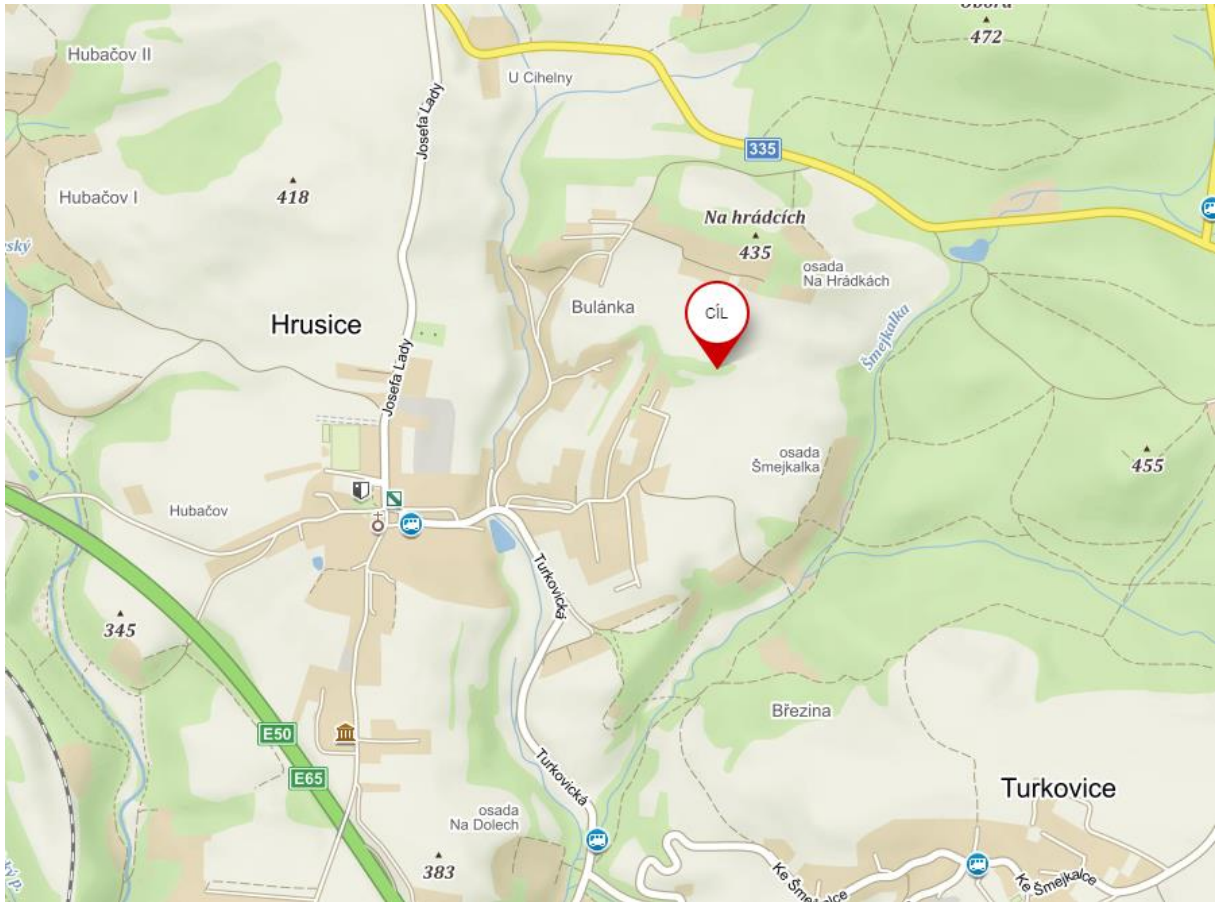 Obora
472
Hubačov II
U Cihelny
Josefa Lady
335
Hubačov I
418
Na hrádcích
435
osada
Na Hrádkách
Bulánka
CÍL
Hrusice
Šmejkalka
Josefa Lady
osada
Šmejkalka
455
Hubačov
Turkovická
345
Březina
E50
E65
Turkovická
Turkovice
osada
Na Dolech
383
Ke Šmejkalce
Ke Šmejkalce